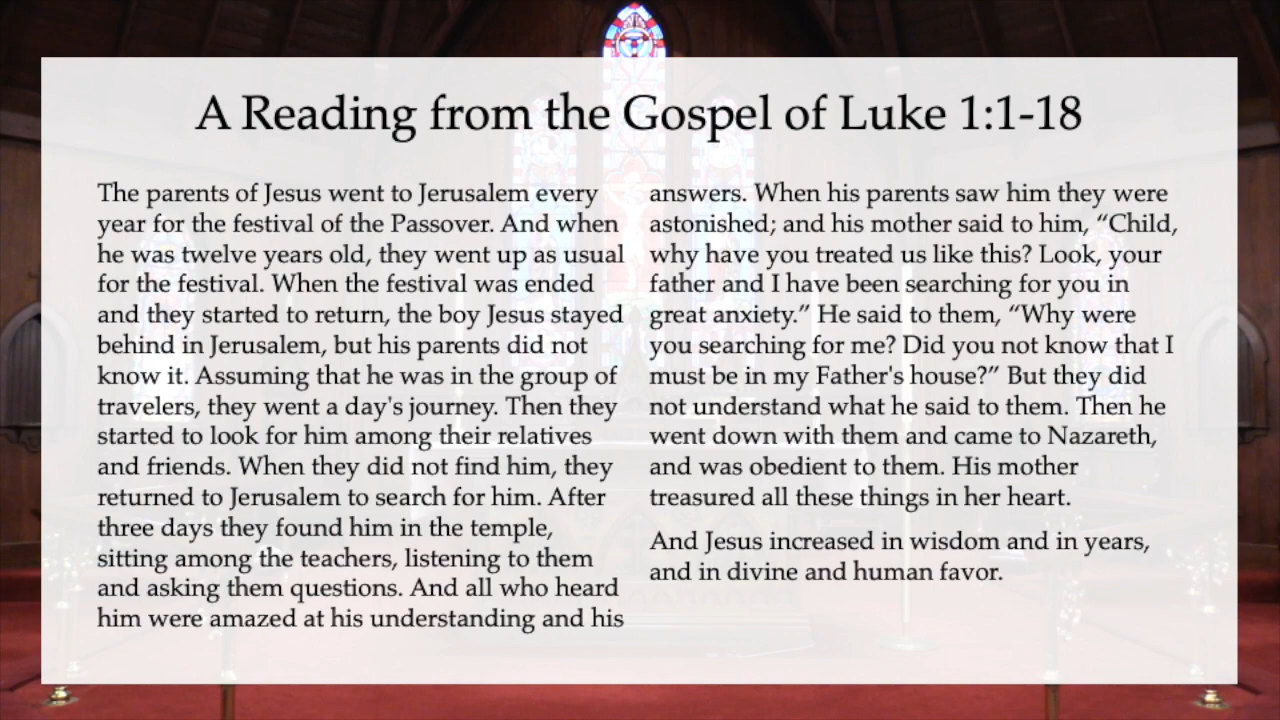 A Reading from the Gospel of Luke 1:1-18
The parents of Jesus went to Jerusalem every
year for the festival of the Passover. And when
he was twelve years old, they went up as usual
for the festival. When the festival was ended
and they started to return, the boy Jesus stayed
behind in Jerusalem, but his parents did not
know it. Assuming that he was in the group of
travelers, they went a day's journey. Then they
started to look for him among their relatives
and friends. When they did not find him, they
returned to Jerusalem to search for him. After
three days they found him in the temple,
sitting among the teachers, listening to them
and asking them questions. And all who heard
him were amazed at his understanding and his
answers. When his parents saw him they were
astonished; and his mother said to him, “Child,
why have you treated us like this? Look, your
father and I have been searching for you in
great anxiety.” He said to them, “Why were
you searching for me? Did you not know that I
must be in my Father's house?” But they did
not understand what he said to them. Then he
went down with them and came to Nazareth,
and was obedient to them. His mother
treasured all these things in her heart.
And Jesus increased in wisdom and in years,
and in divine and human favor.